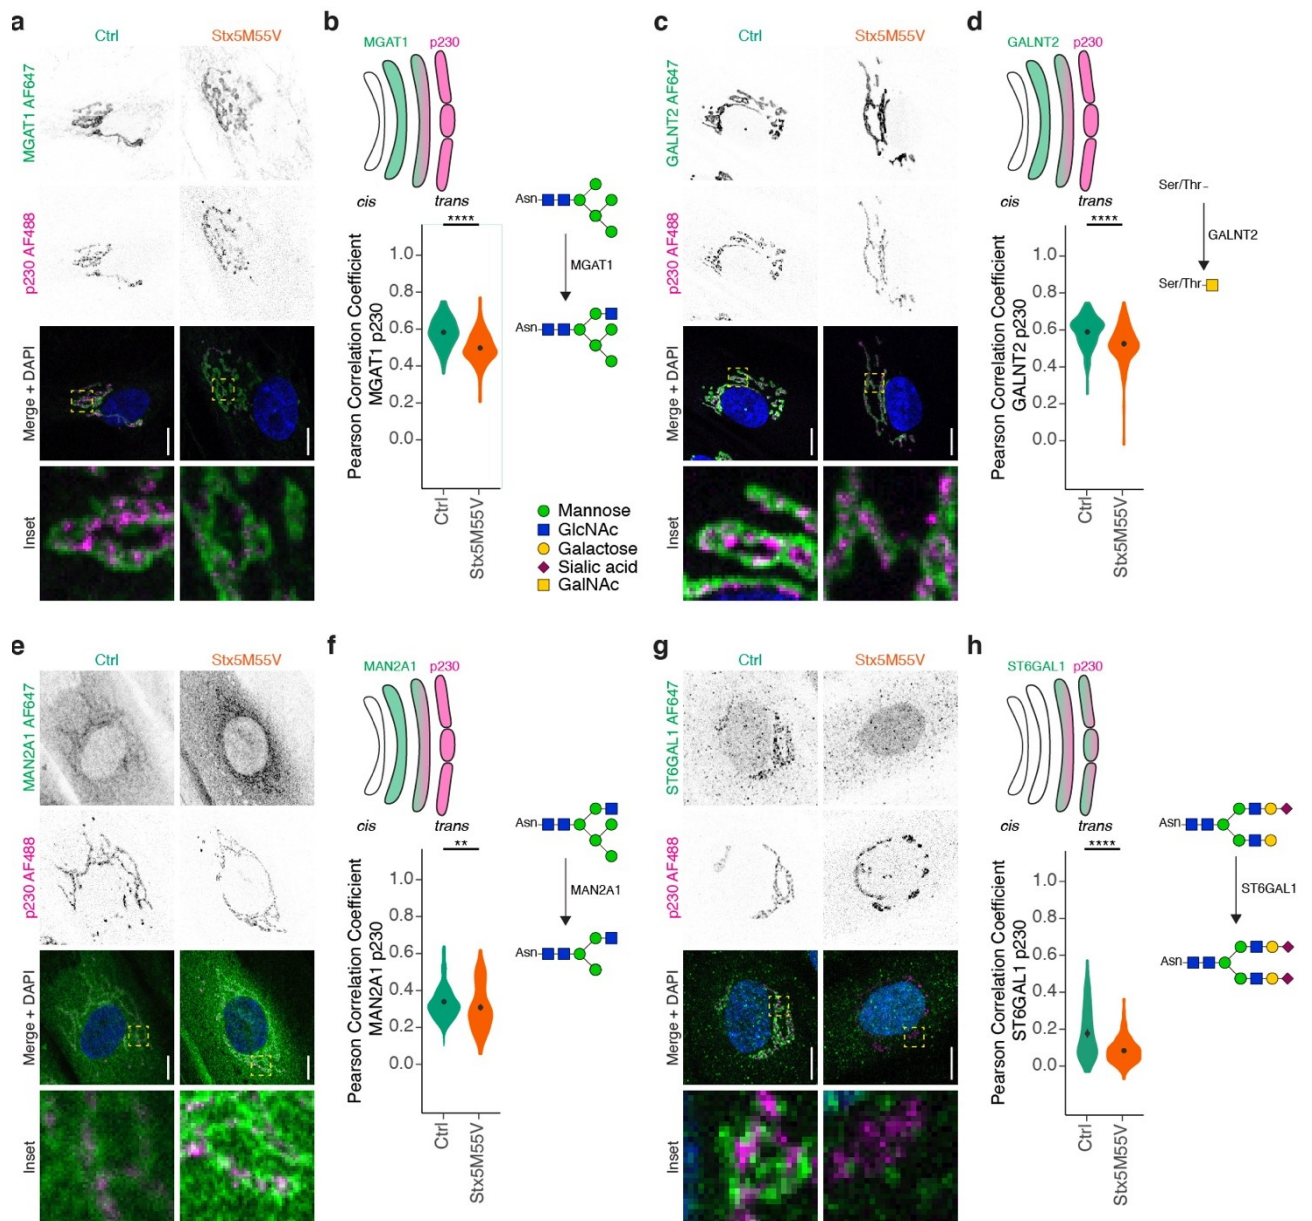 a
Ctrl
Stx5M55V
MGAT1 AF647
p230 AF488
Merge + DAPI
Inset
b
MGAT1 p230
cis
trans
****
Pearson Correlation Coefficient
MGAT1 p230
1.0
0.8
0.6
0.4
0.2
0.0
Ctrl
Stx5M55V
Asn
MGAT1
Asn
Mannose
GlcNAc
Galactose
Sialic acid
GalNAc
c
Ctrl
Stx5M55V
GALNT2 AF647
p230 AF488
Merge + DAPI
Inset
d
GALNT2 p230
cis
trans
****
Pearson Correlation Coefficient
GALNT2 p230
1.0
0.8
0.6
0.4
0.2
0.0
Ctrl
Stx5M55V
Ser/Thr
GALNT2
Ser/Thr
e
Ctrl
Stx5M55V
MAN2A1 AF647
p230 AF488
Merge + DAPI
Inset
f
MAN2A1 p230
cis
trans
**
Pearson Correlation Coefficient
MAN2A1 p230
1.0
0.8
0.6
0.4
0.2
0.0
Ctrl
Stx5M55V
Asn
MAN2A1
Asn
g
Ctrl
Stx5M55V
ST6GAL1 AF647
p230 AF488
Merge + DAPI
Inset
h
ST6GAL1 p230
cis
trans
****
Pearson Correlation Coefficient
ST6GAL1 p230
1.0
0.8
0.6
0.4
0.2
0.0
Ctrl
Stx5M55V
Asn
ST6GAL1
Asn